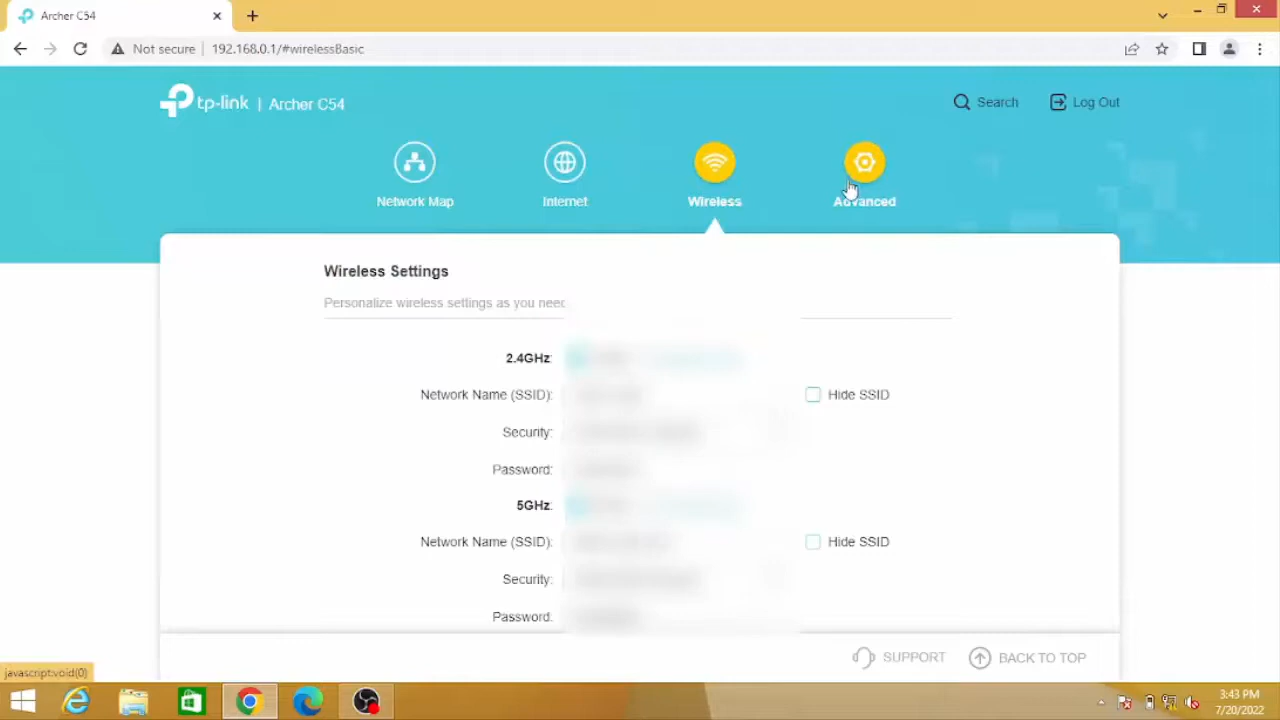 Archer C54
Not secure 192.168.0.1/#wirelessBasic
tp-link | Archer C54
Search Log Out
Network Map Internet Wireless Advanced
Wireless Settings
Personalize wireless settings as you need
2.4GHz:
Network Name (SSID): Hide SSID
Security:
Password:
5GHz:
Network Name (SSID): Hide SSID
Security:
Password:
SUPPORT BACK TO TOP
javascript:void(0)
3:43 PM
7/20/2022